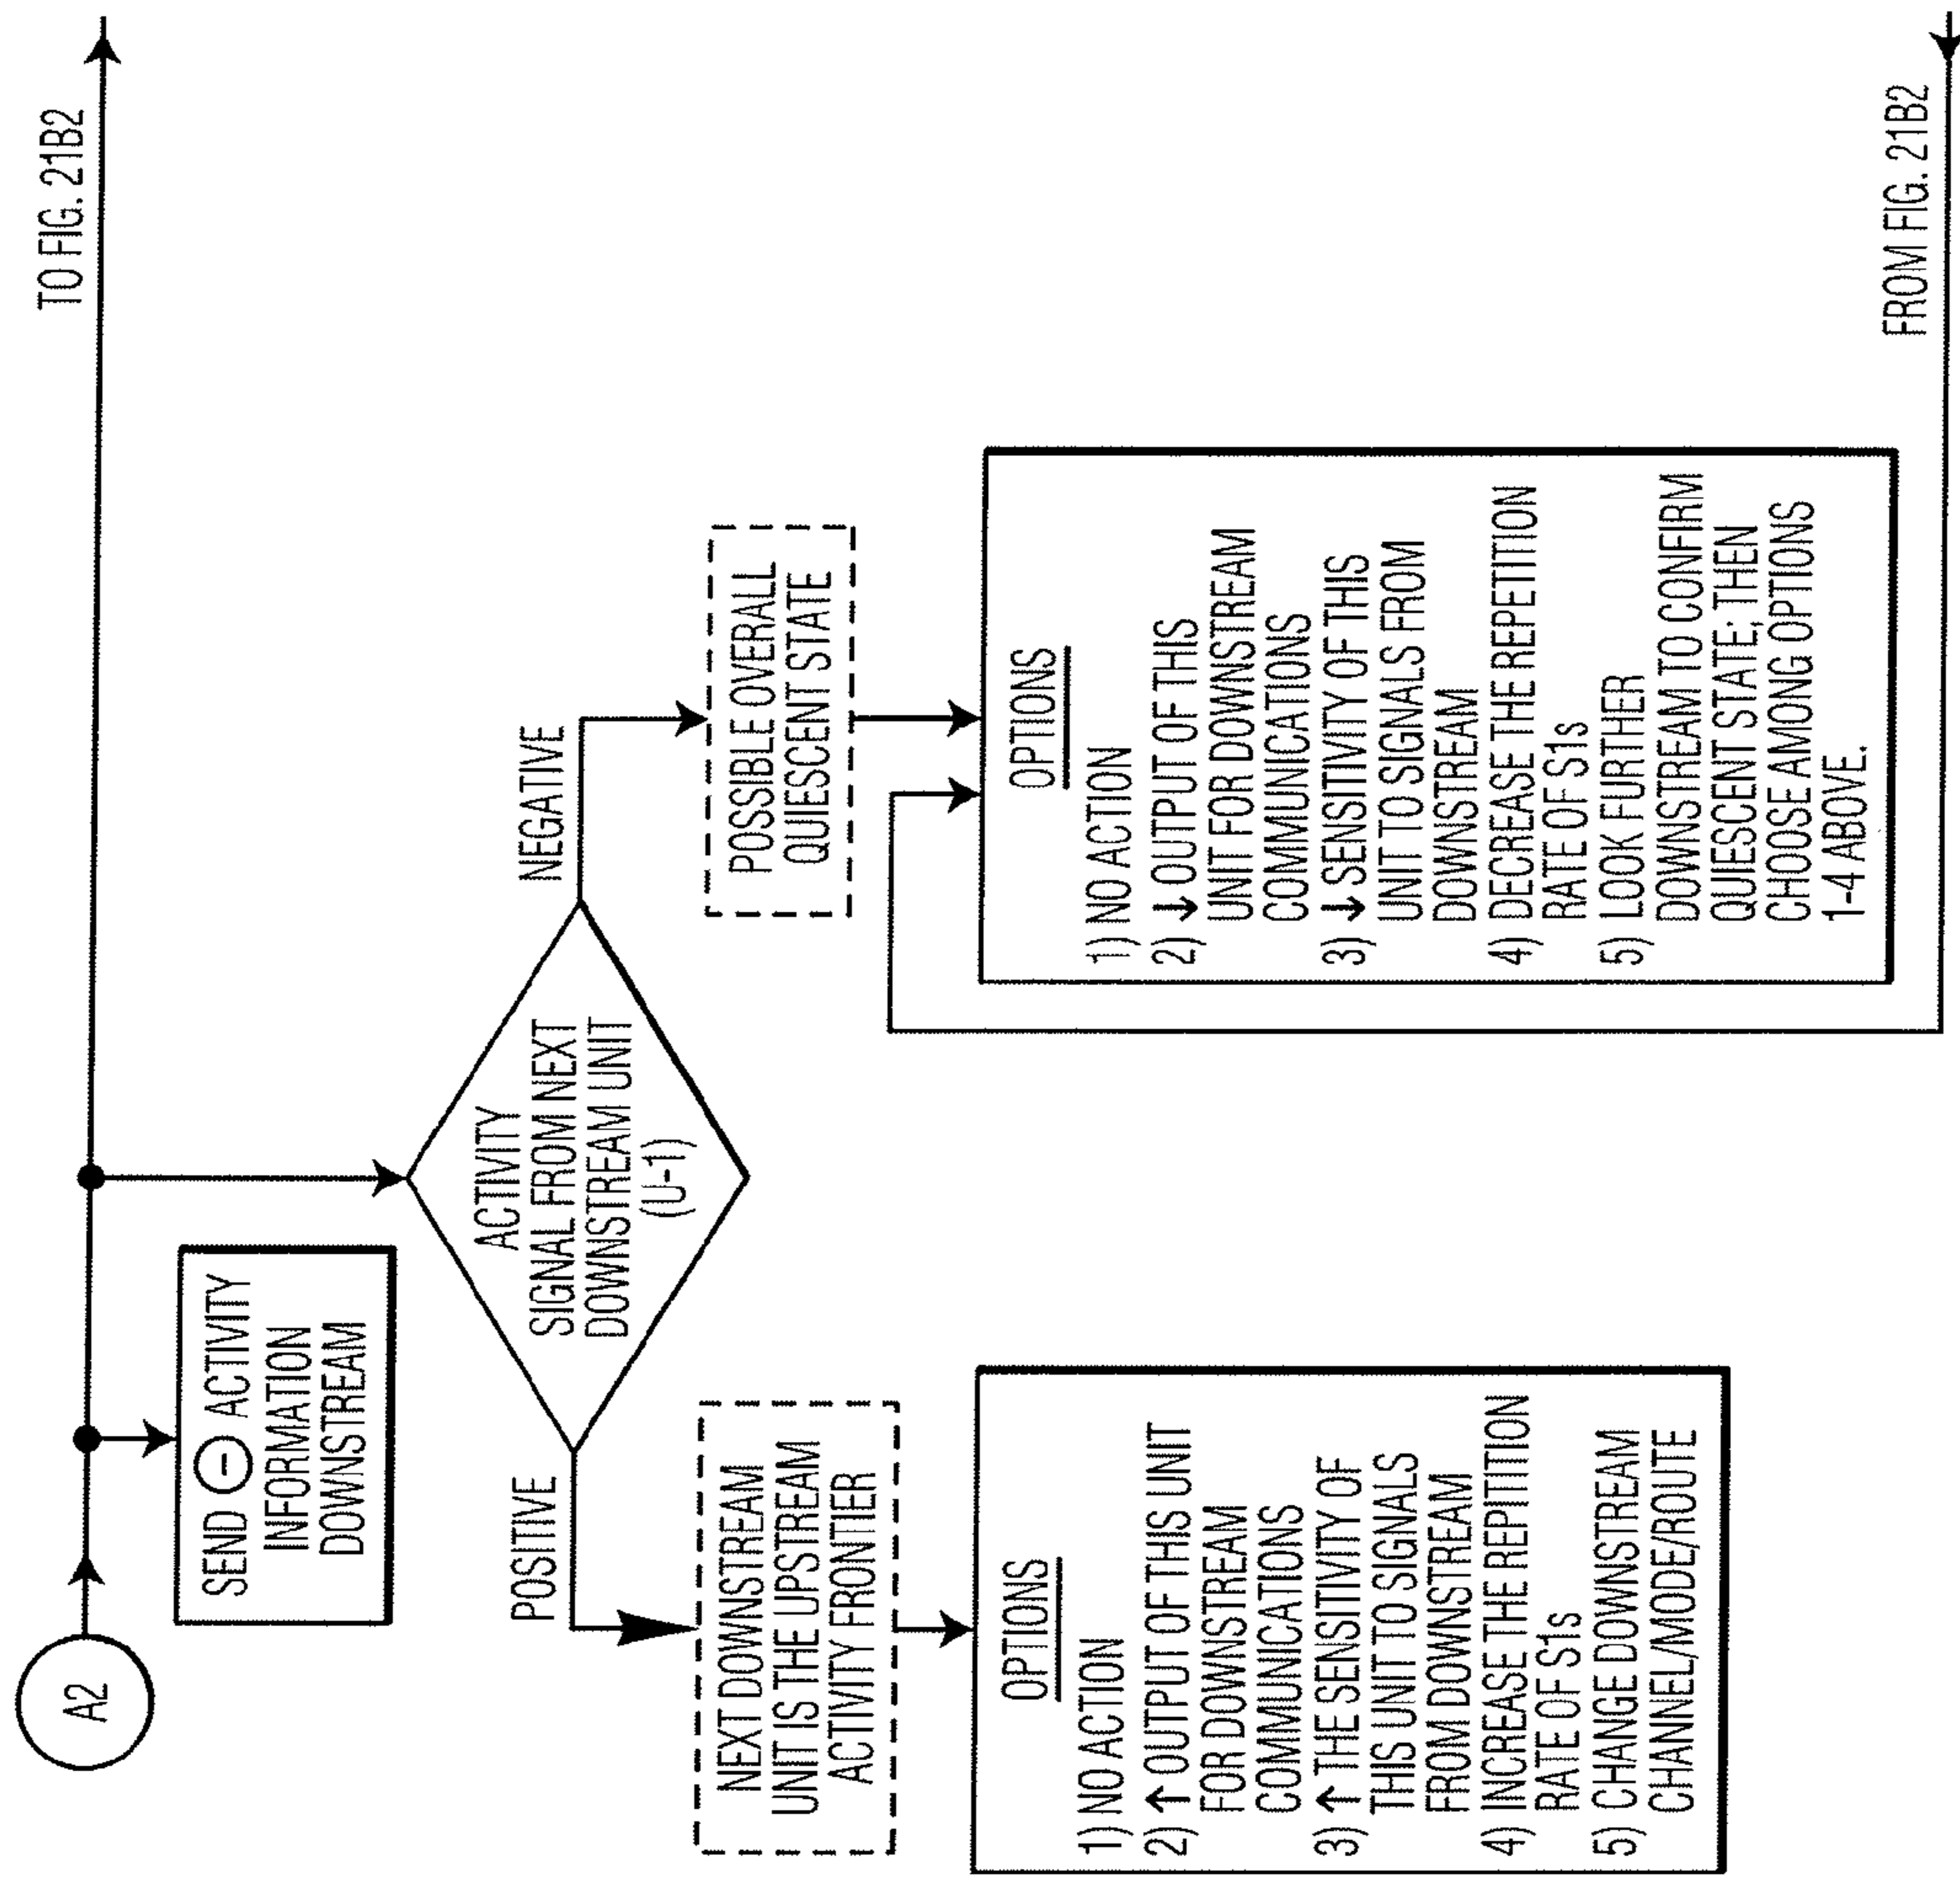 A2
TO FIG. 21B2
SEND ⊖ ACTIVITY
INFORMATION
DOWNSTREAM
ACTIVITY
SIGNAL FROM NEXT
DOWNSTREAM UNIT
(U-1)
POSITIVE
NEGATIVE
NEXT DOWNSTREAM
UNIT IS THE UPSTREAM
ACTIVITY FRONTIER
POSSIBLE OVERALL
QUIESCENT STATE
OPTIONS
1) NO ACTION
2) ↑ OUTPUT OF THIS UNIT
FOR DOWNSTREAM
COMMUNICATIONS
3) ↑ THE SENSITIVITY OF
THIS UNIT TO SIGNALS
FROM DOWNSTREAM
4) INCREASE THE REPITITION
RATE OF S1s
5) CHANGE DOWNSTREAM
CHANNEL/MODE/ROUTE
OPTIONS
1) NO ACTION
2) ↓ OUTPUT OF THIS
UNIT FOR DOWNSTREAM
COMMUNICATIONS
3) ↓ SENSITIVITY OF THIS
UNIT TO SIGNALS FROM
DOWNSTREAM
4) DECREASE THE REPETITION
RATE OF S1s
5) LOOK FURTHER
DOWNSTREAM TO CONFIRM
QUIESCENT STATE; THEN
CHOOSE AMONG OPTIONS
1-4 ABOVE.
FROM FIG. 21B2